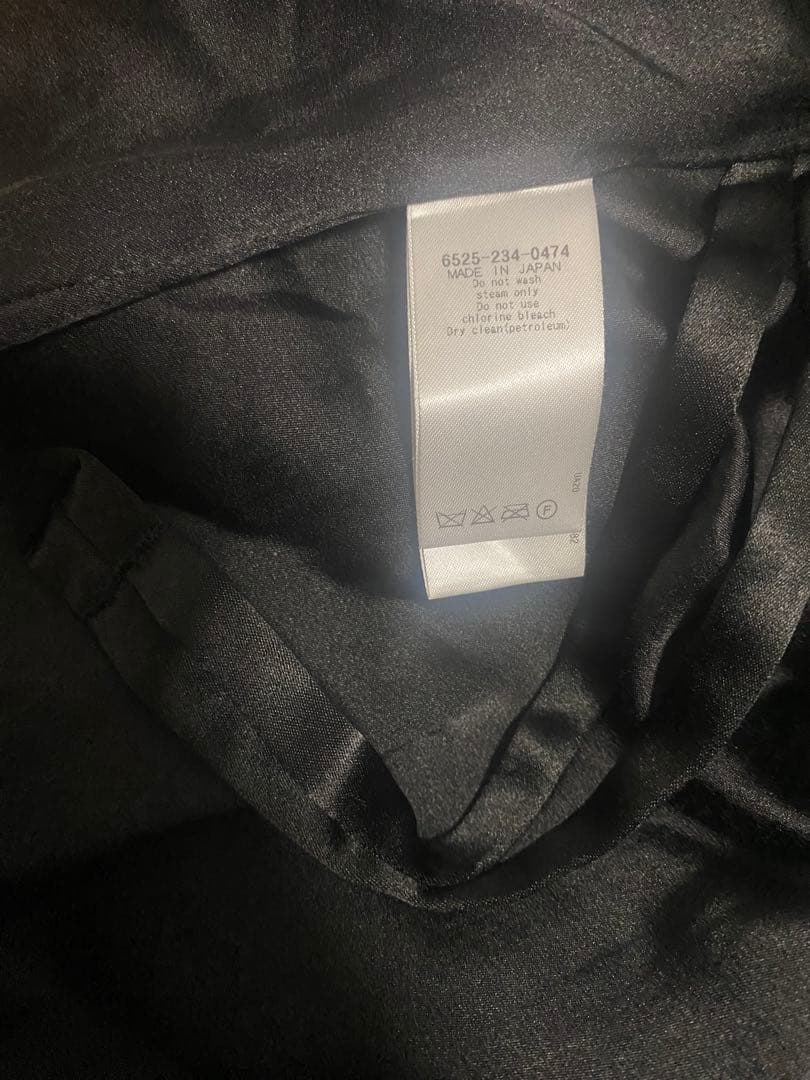 6525-234-0474
MADE IN JAPAN
Do not wash
steam only
Do not use
chlorine bleach
Dry clean(petroleum)
UA20
F